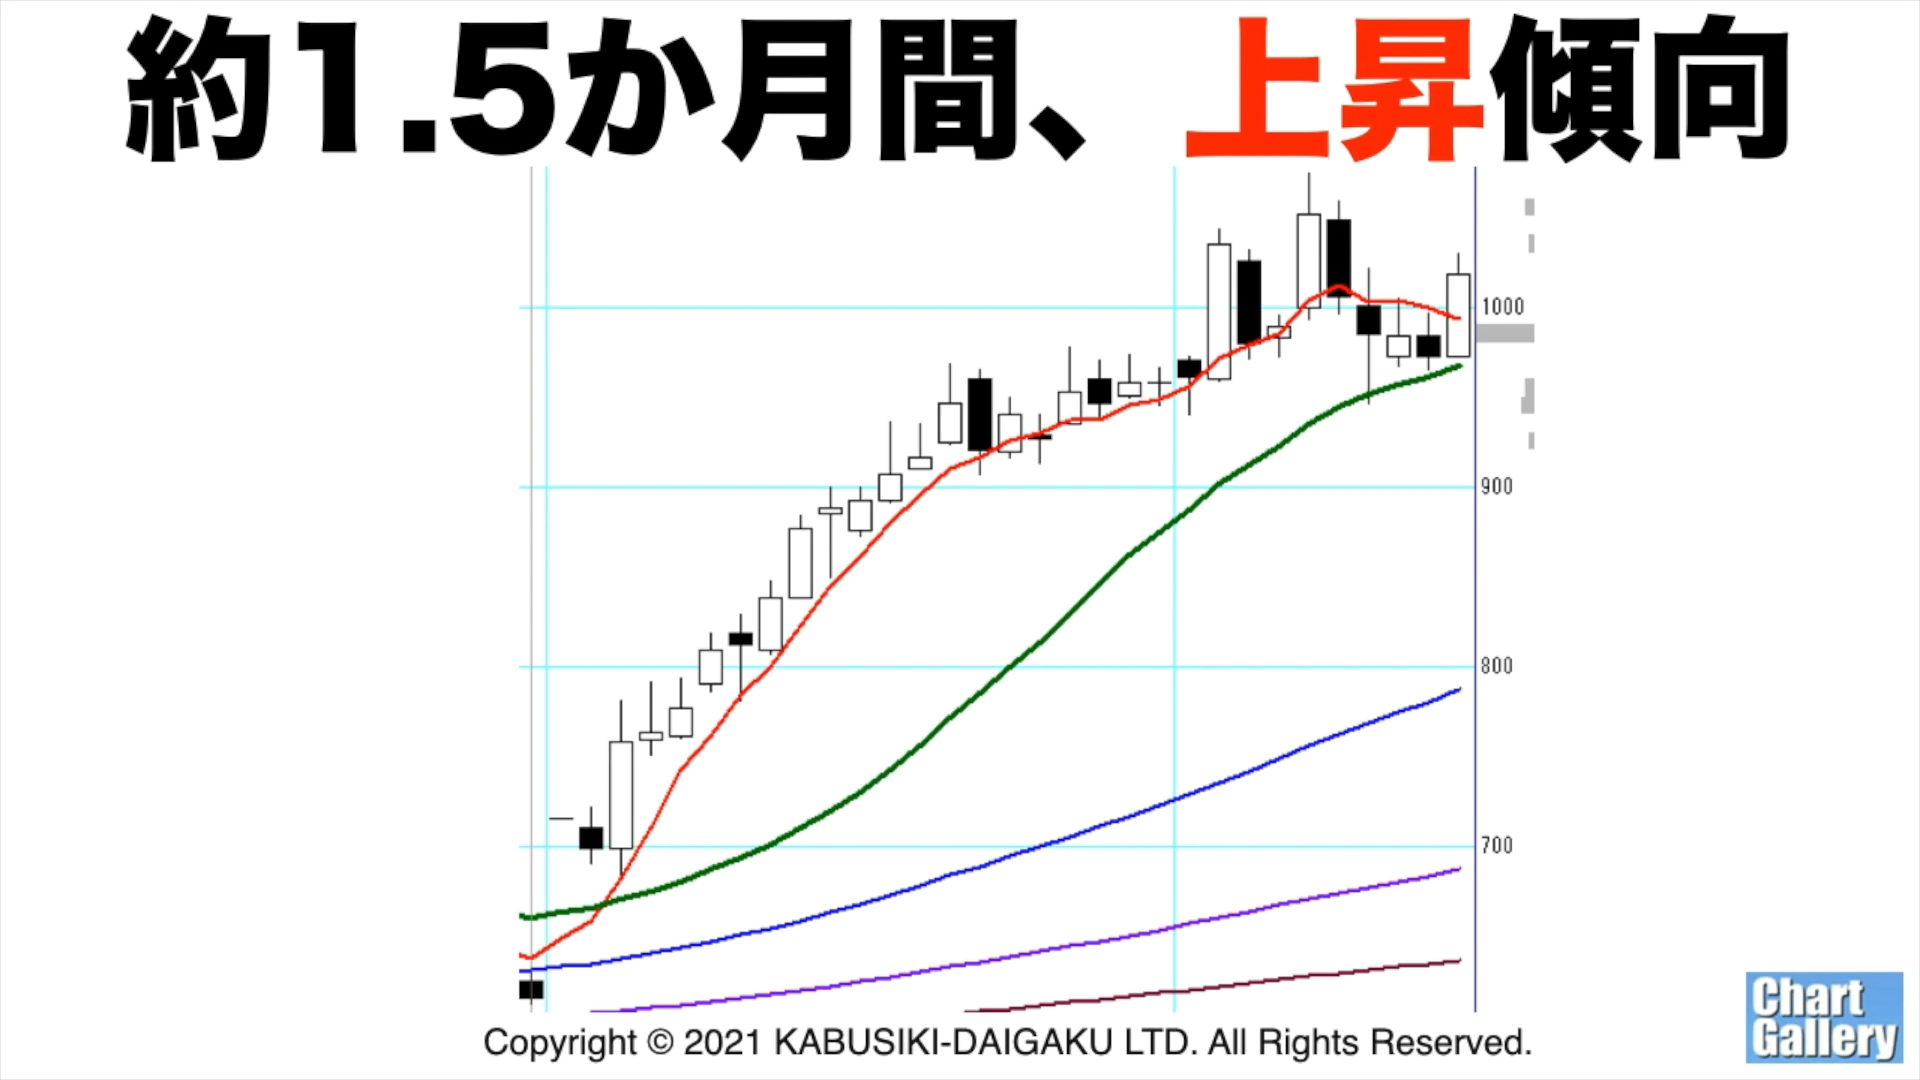 約1.5か月間、上昇傾向
1000
900
800
700
Copyright © 2021 KABUSIKI-DAIGAKU LTD. All Rights Reserved.
Chart
Gallery